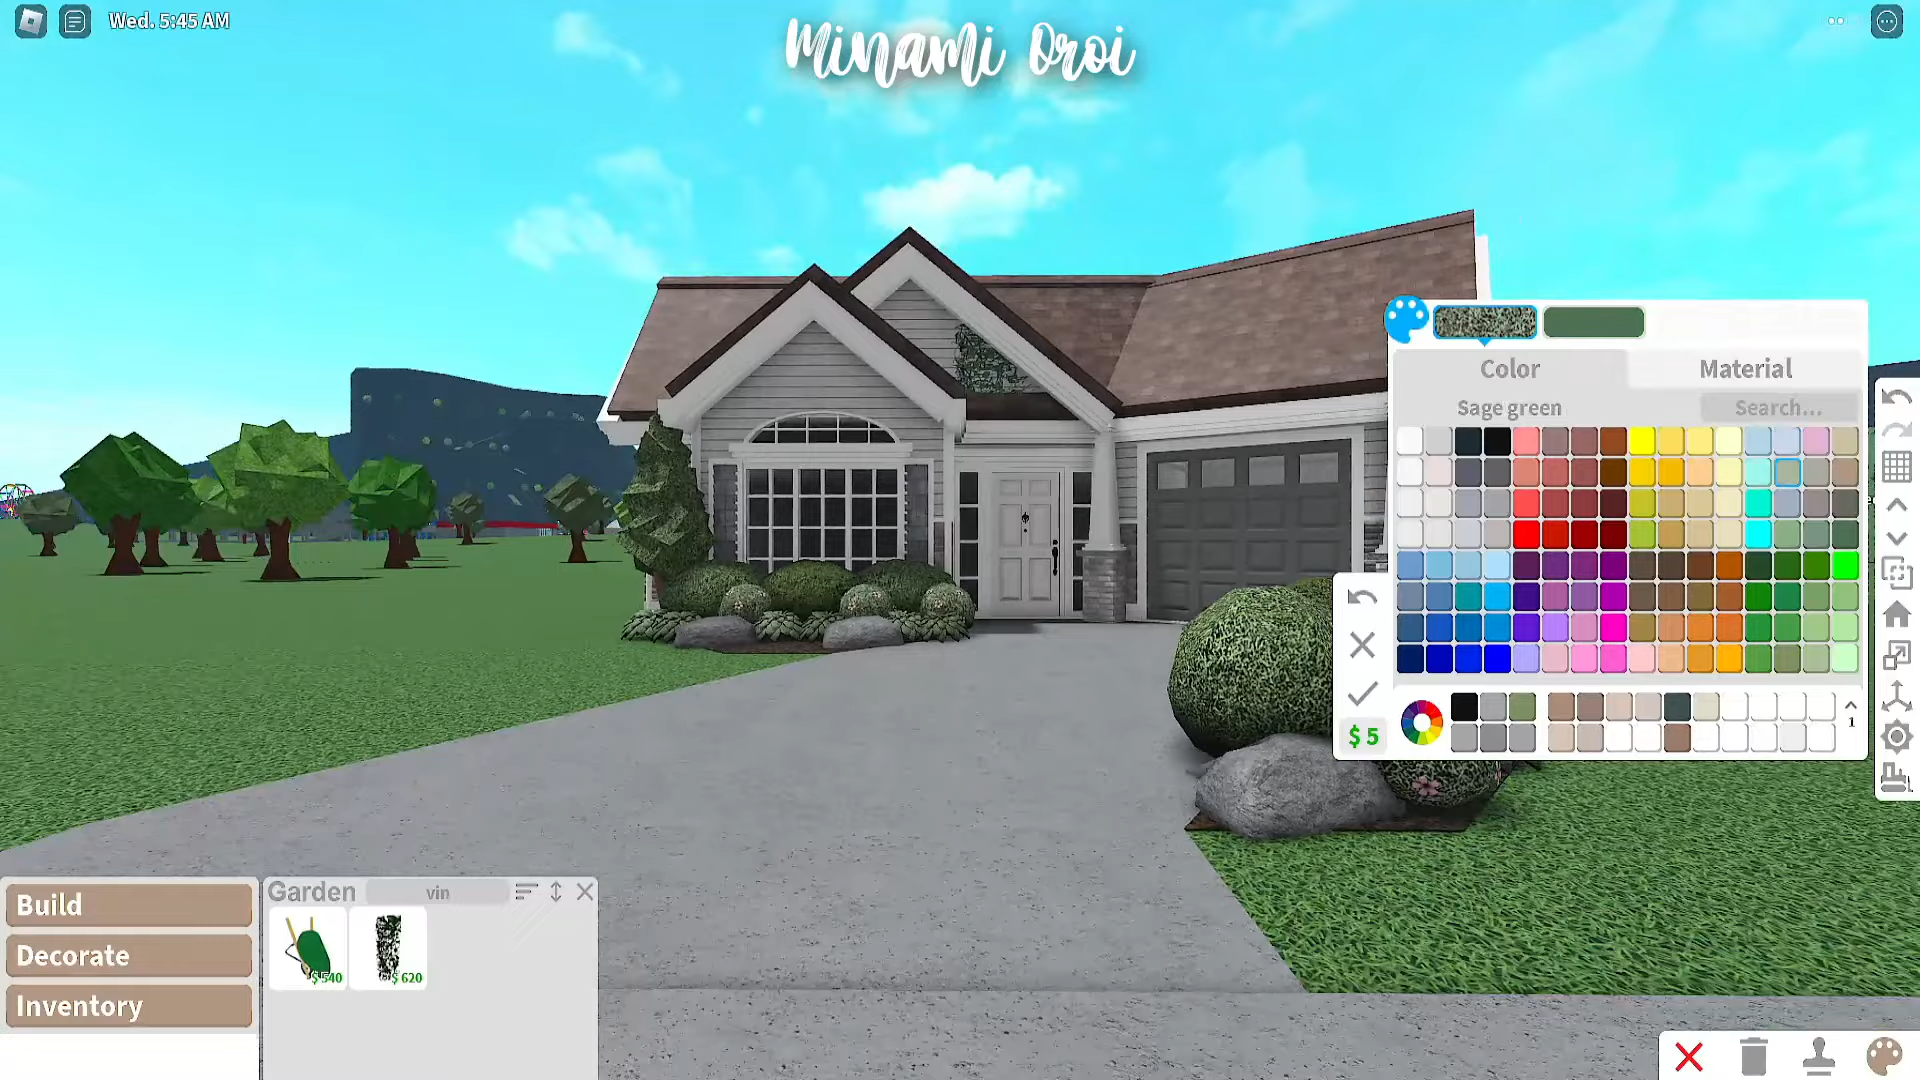 Wed. 5:45 AM
Minami Oroi
Color
Material
Sage green
Search...
$ 5
1
Build
Decorate
Inventory
Garden
vin
$ 540
$ 620